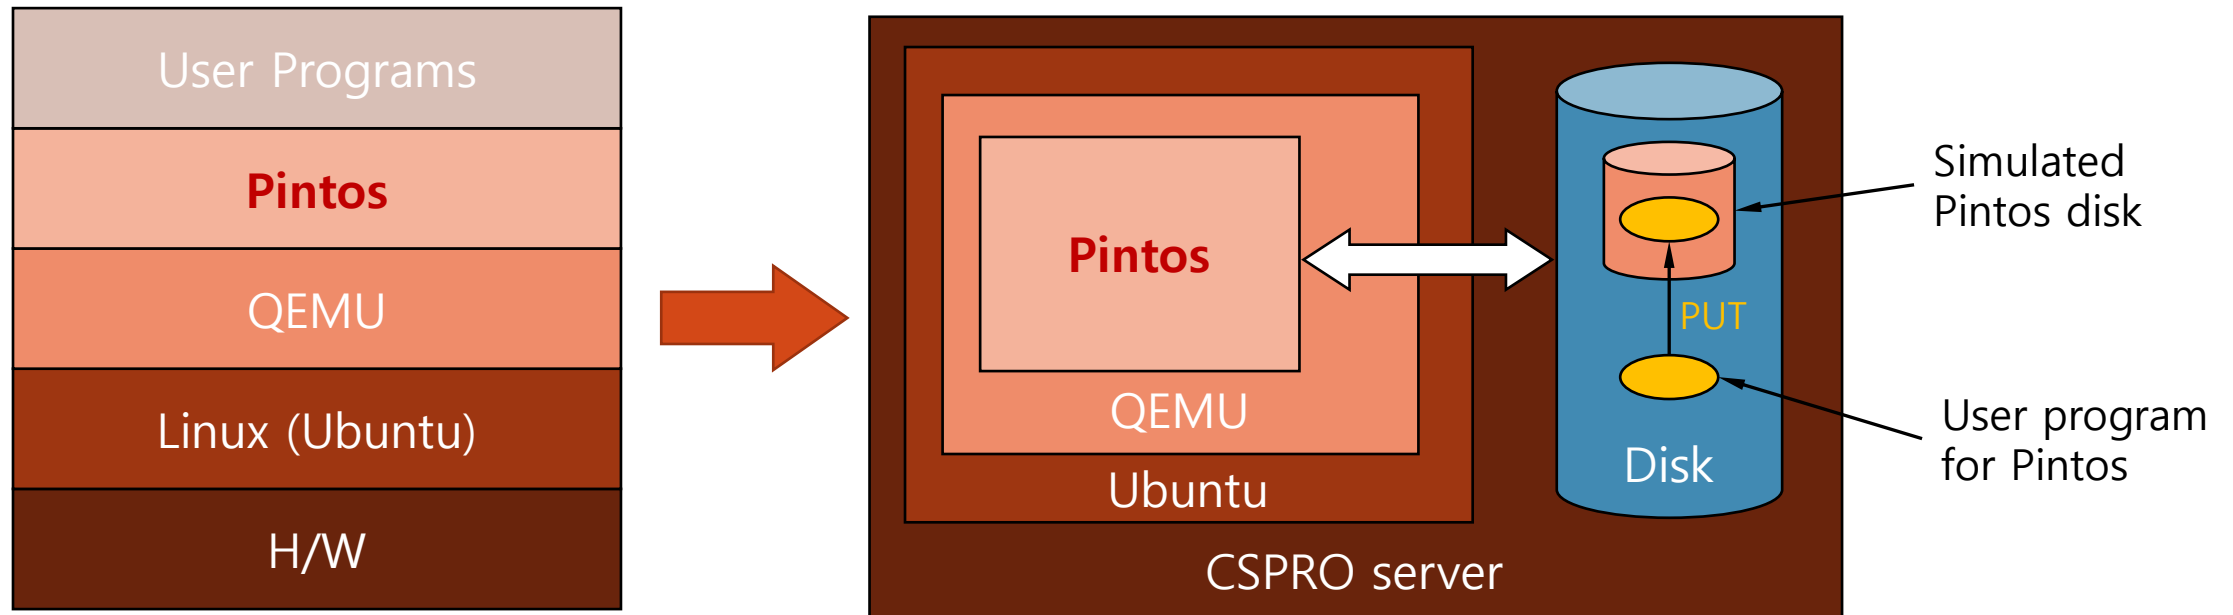 User Programs
Pintos
QEMU
Linux (Ubuntu)
H/W
Pintos
QEMU
Ubuntu
CSPRO server
PUT
Disk
Simulated
Pintos disk
User program
for Pintos